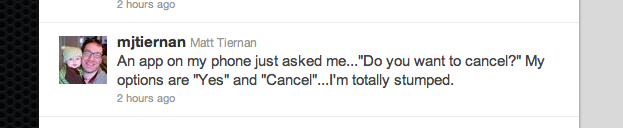 2 hours ago
mjtiernan Matt Tiernan
An app on my phone just asked me..."Do you want to cancel?" My
options are "Yes" and "Cancel"...I'm totally stumped.
2 hours ago